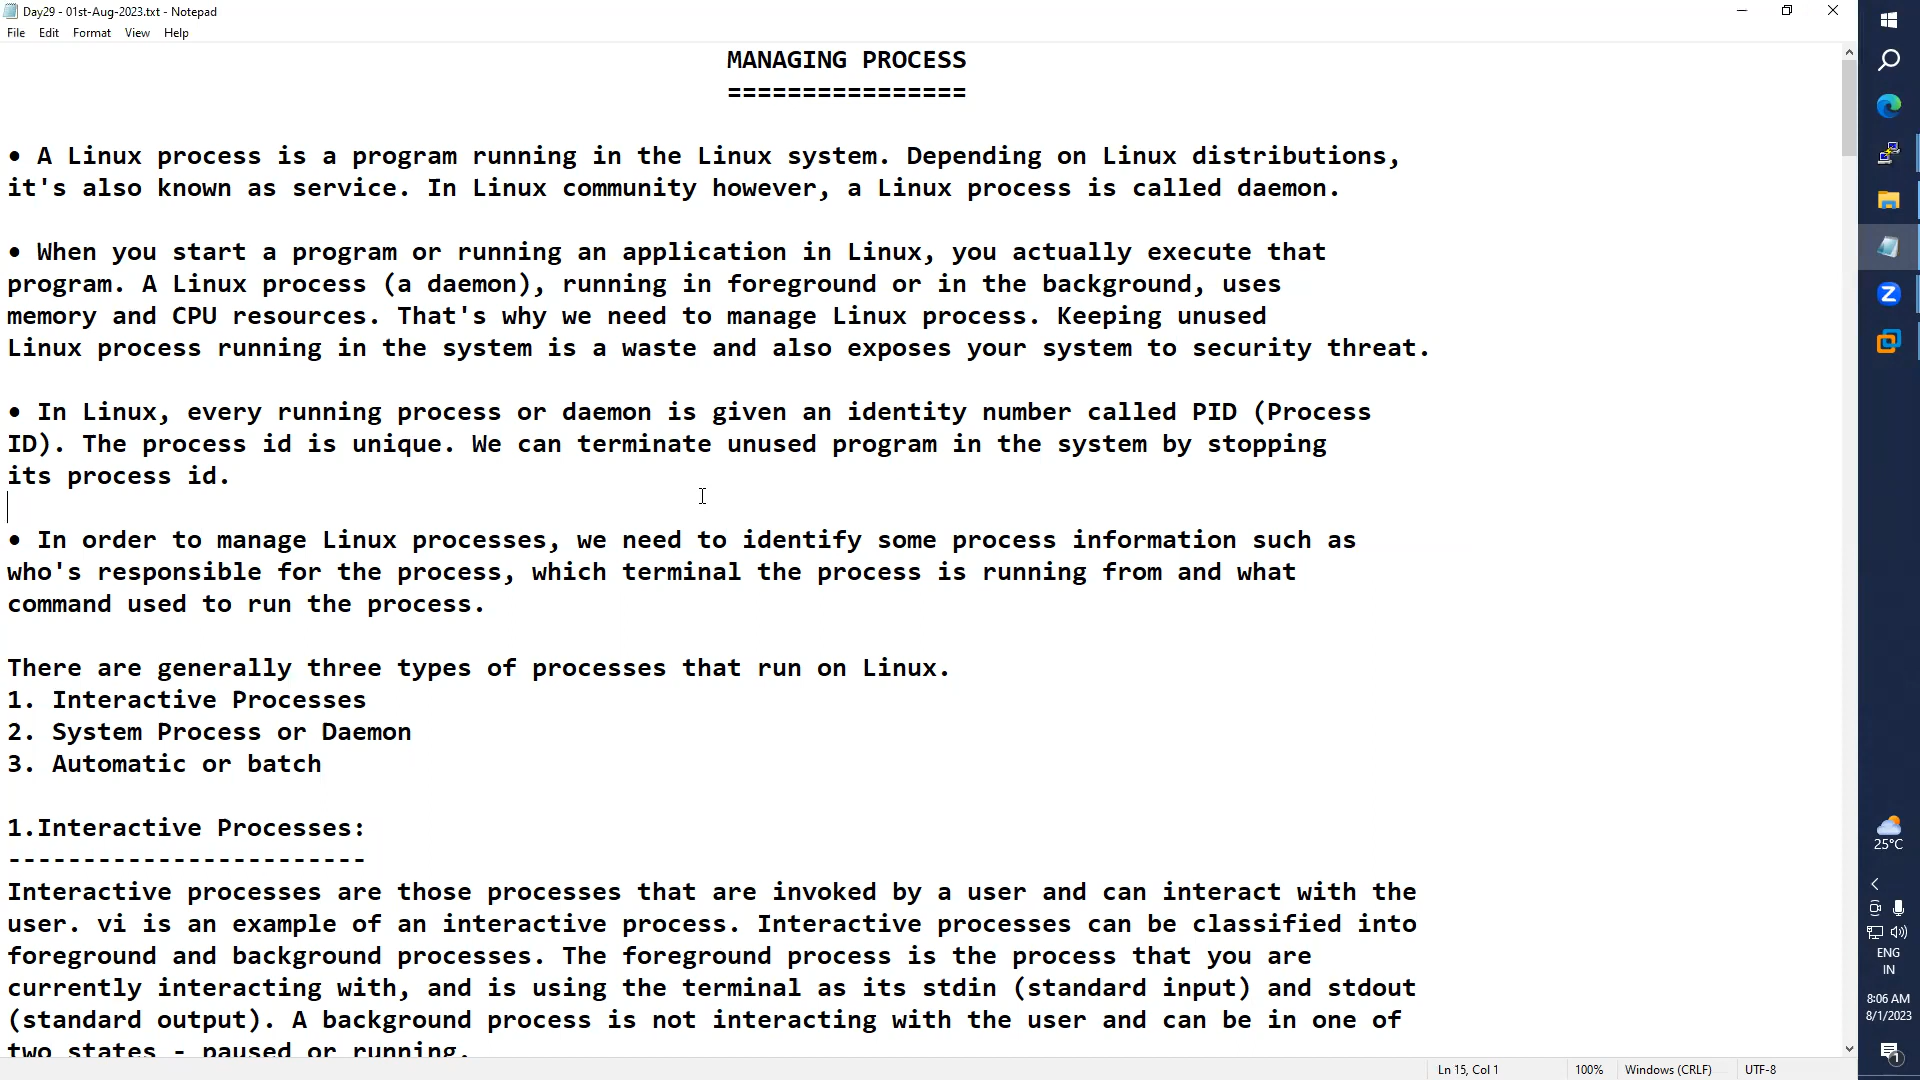 Day29 - 01st-Aug-2023.txt - Notepad
File Edit Format View Help
MANAGING PROCESS
================
• A Linux process is a program running in the Linux system. Depending on Linux distributions,
it's also known as service. In Linux community however, a Linux process is called daemon.
• When you start a program or running an application in Linux, you actually execute that
program. A Linux process (a daemon), running in foreground or in the background, uses
memory and CPU resources. That's why we need to manage Linux process. Keeping unused
Linux process running in the system is a waste and also exposes your system to security threat.
• In Linux, every running process or daemon is given an identity number called PID (Process
ID). The process id is unique. We can terminate unused program in the system by stopping
its process id.
• In order to manage Linux processes, we need to identify some process information such as
who's responsible for the process, which terminal the process is running from and what
command used to run the process.
There are generally three types of processes that run on Linux.
1. Interactive Processes
2. System Process or Daemon
3. Automatic or batch
1.Interactive Processes:
------------------------
Interactive processes are those processes that are invoked by a user and can interact with the
user. vi is an example of an interactive process. Interactive processes can be classified into
foreground and background processes. The foreground process is the process that you are
currently interacting with, and is using the terminal as its stdin (standard input) and stdout
(standard output). A background process is not interacting with the user and can be in one of
two states - paused or running.
Ln 15, Col 1 100% Windows (CRLF) UTF-8
25°C
ENG
IN
8:06 AM
8/1/2023
1